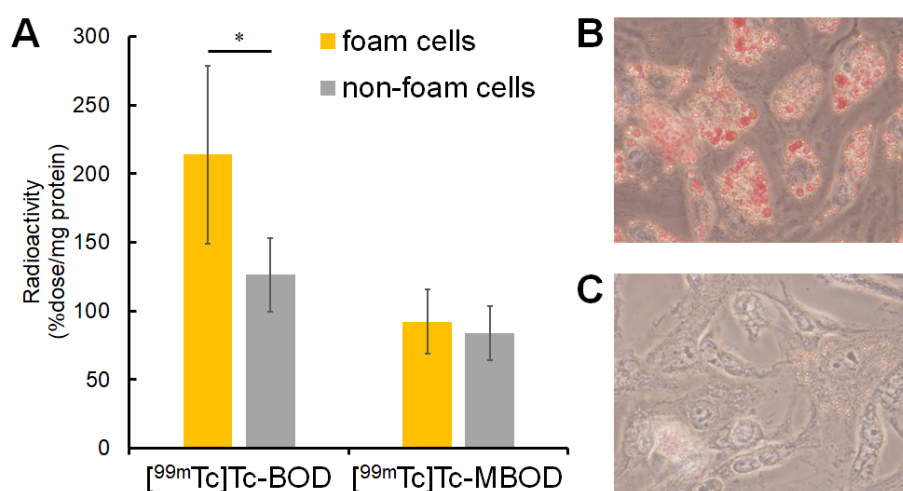 A
B
C
300
250
200
150
100
50
0
Radioactivity
(%dose/mg protein)
*
foam cells
non-foam cells
[⁹⁹ᵐTc]Tc-BOD
[⁹⁹ᵐTc]Tc-MBOD